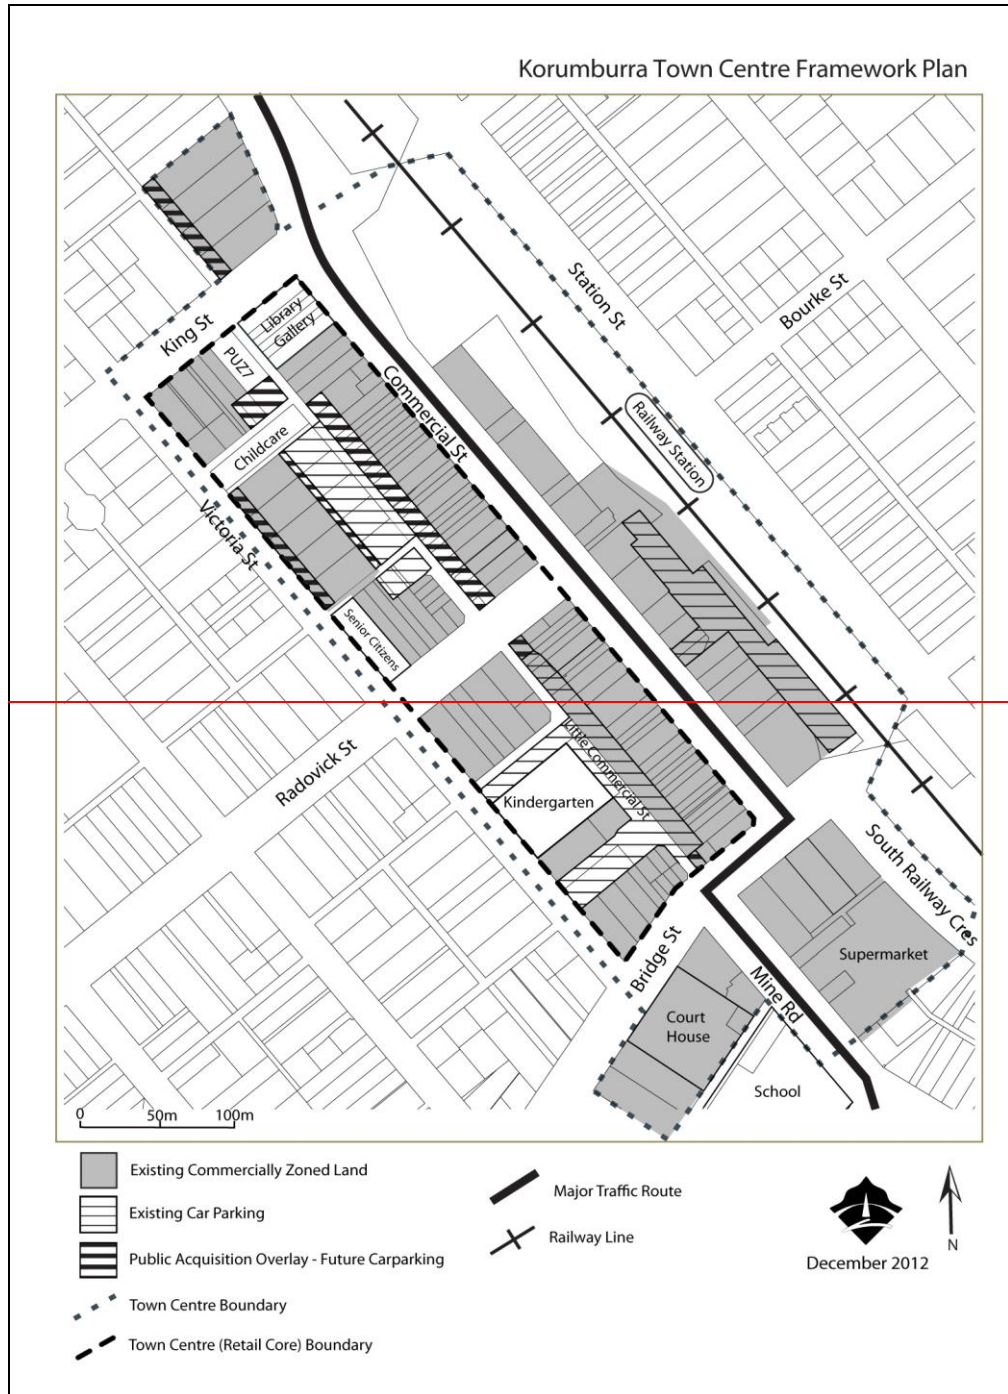 Korumburra Town Centre Framework Plan
Station St
Bourke St
King St
Library
Gallery
PUZ7
Commercial St
Railway Station
Childcare
Victoria St
Senior Citizens
Radovick St
Little Commercial St
Kindergarten
South Railway Cres
Supermarket
Bridge St
Mine Rd
Court
House
School
0 50m 100m
Existing Commercially Zoned Land
Existing Car Parking
Public Acquisition Overlay - Future Carparking
Town Centre Boundary
Town Centre (Retail Core) Boundary
Major Traffic Route
Railway Line
December 2012
N